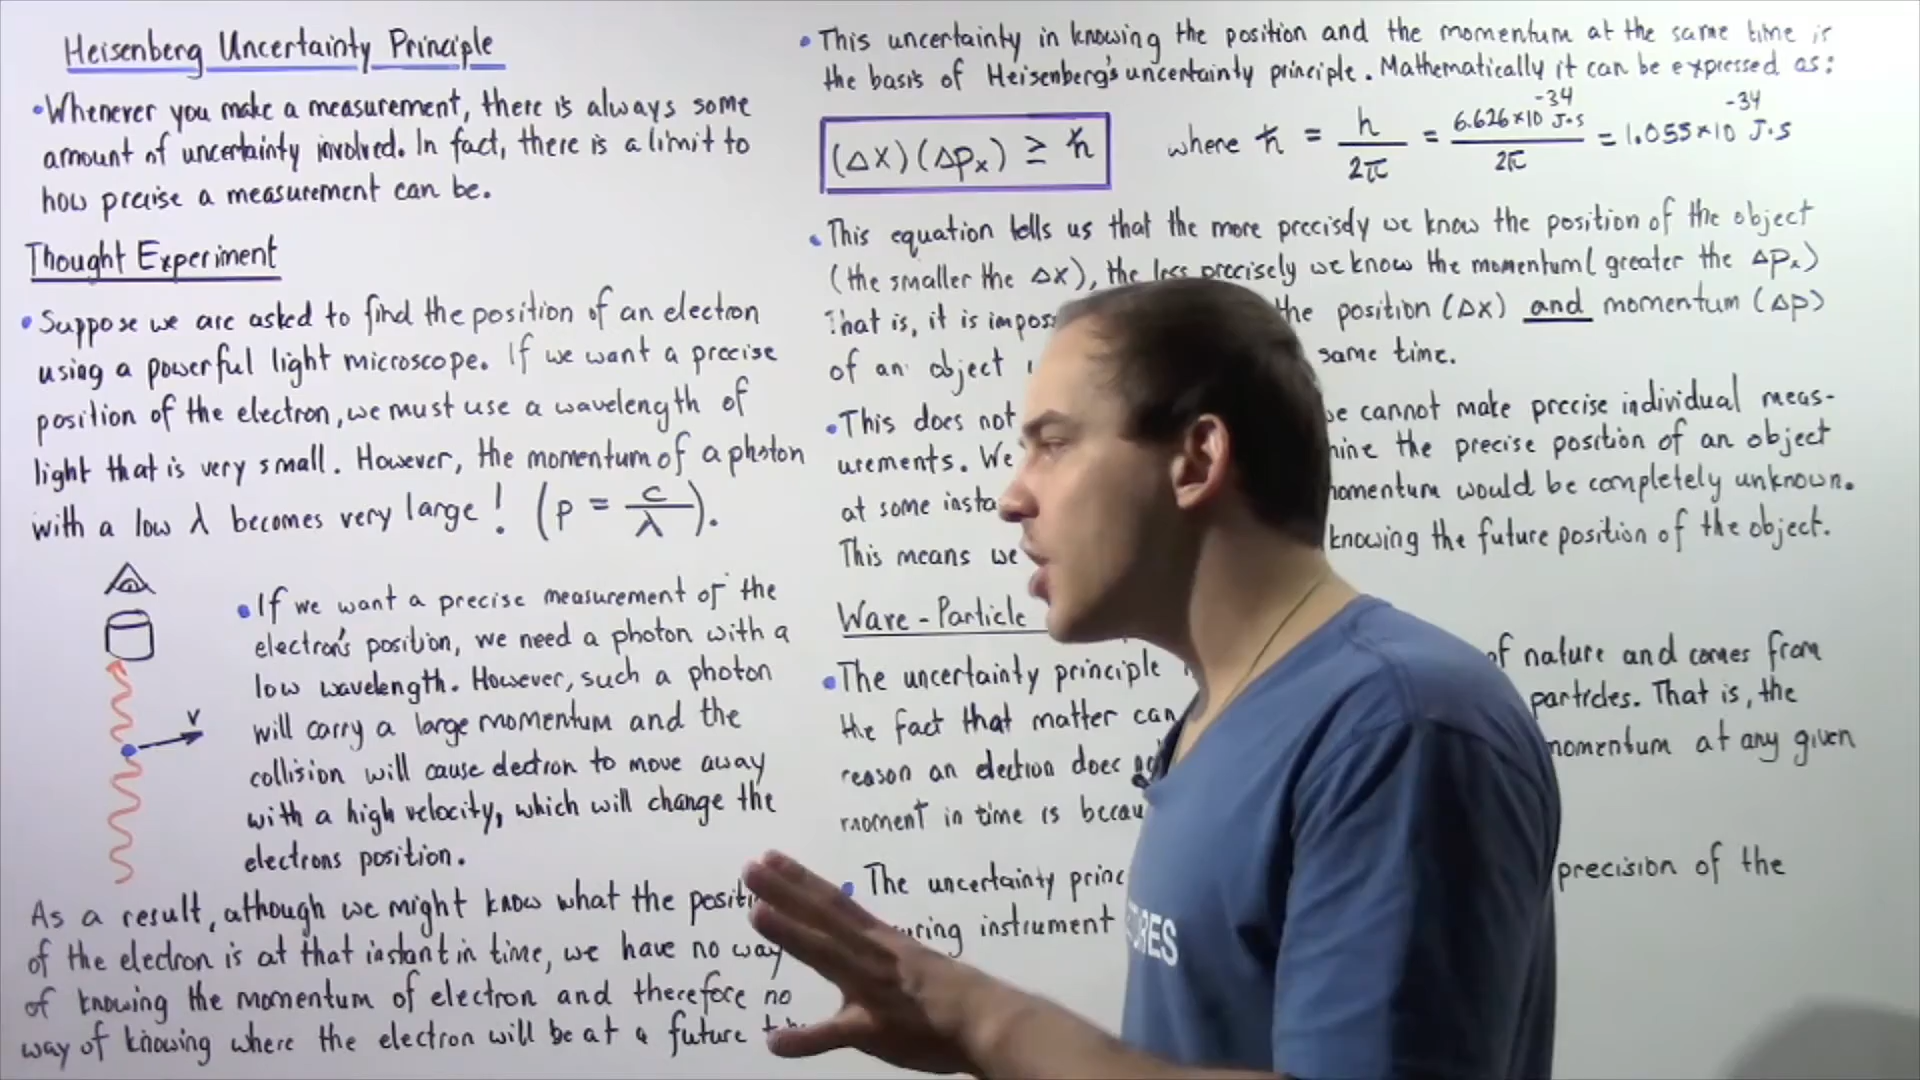 Heisenberg Uncertainty Principle
• Whenever you make a measurement, there is always some
amount of uncertainty involved. In fact, there is a limit to
how precise a measurement can be.
Thought Experiment
• Suppose we are asked to find the position of an electron
using a powerful light microscope. If we want a precise
position of the electron, we must use a wavelength of
light that is very small. However, the momentum of a photon
with a low λ becomes very large! (p = c/λ).
v
• If we want a precise measurement of the
electron's position, we need a photon with a
low wavelength. However, such a photon
will carry a large momentum and the
collision will cause electron to move away
with a high velocity, which will change the
electrons position.
As a result, athough we might know what the positi
of the electron is at that instant in time, we have no way
of knowing the momentum of electron and therefore no
way of knowing where the electron will be at a future
• This uncertainty in knowing the position and the momentum at the same time is
the basis of Heisenberg's uncertainty principle. Mathematically it can be expressed as:
(Δx)(Δpₓ) ≥ ħ where ħ = h/2π = 6.626×10⁻³⁴ J·s/2π = 1.055×10⁻³⁴ J·s
• This equation tells us that the more precisely we know the position of the object
(the smaller the Δx), the less precisely we know the momentum (greater the Δpₓ)
That is, it is impos the position (Δx) and momentum (Δp)
of an object same time.
• This does not we cannot make precise individual meas-
urements. We mine the precise position of an object
at some insta momentum would be completely unknown.
This means we knowing the future position of the object.
Wave-Particle
• The uncertainty principle of nature and comes from
the fact that matter can particles. That is, the
reason an electron does momentum at any given
moment in time is becau
• The uncertainty princ precision of the
uring instrument
URES